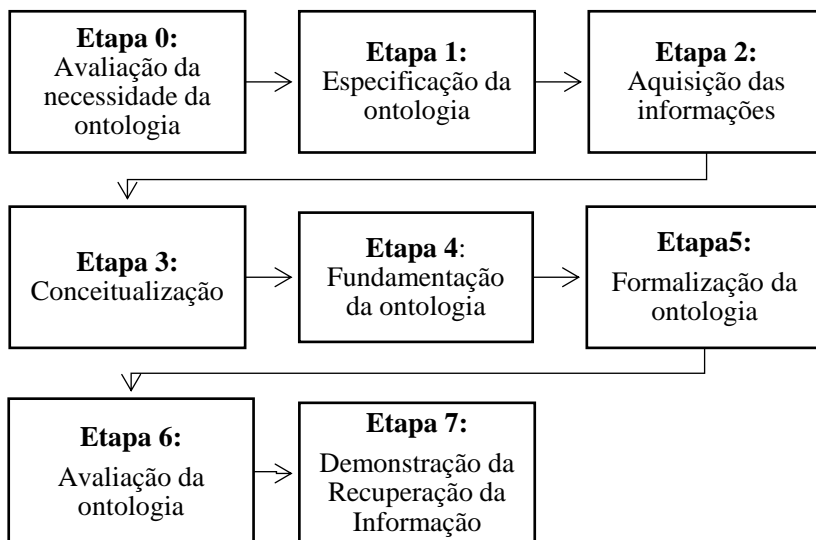 Etapa 0:
Avaliação da
necessidade da
ontologia
Etapa 1:
Especificação da
ontologia
Etapa 2:
Aquisição das
informações
Etapa 3:
Conceitualização
Etapa 4:
Fundamentação
da ontologia
Etapa5:
Formalização da
ontologia
Etapa 6:
Avaliação da
ontologia
Etapa 7:
Demonstração da
Recuperação da
Informação